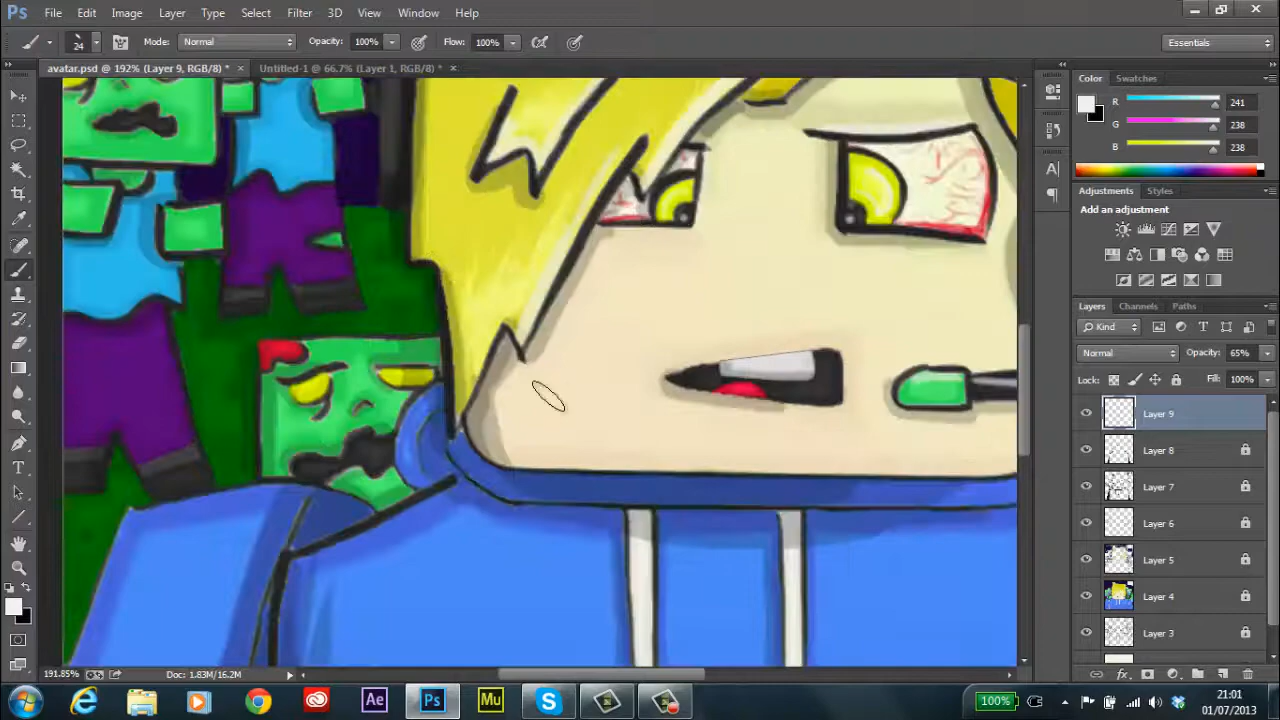 Ps File Edit Image Layer Type Select Filter 3D View Window Help
24 Mode: Normal Opacity: 100% Flow: 100% Essentials
avatar.psd @ 192% (Layer 9, RGB/8) * × Untitled-1 @ 66.7% (Layer 1, RGB/8) * ×
Color Swatches
R 241
G 238
B 238
Adjustments Styles
Add an adjustment
Layers Channels Paths
Kind
Normal Opacity: 65%
Lock: Fill: 100%
Layer 9
Layer 8
Layer 7
Layer 6
Layer 5
Layer 4
Layer 3
191.85% Doc: 1.83M/16.2M
Ae Ps Mu 100% 21:01
01/07/2013